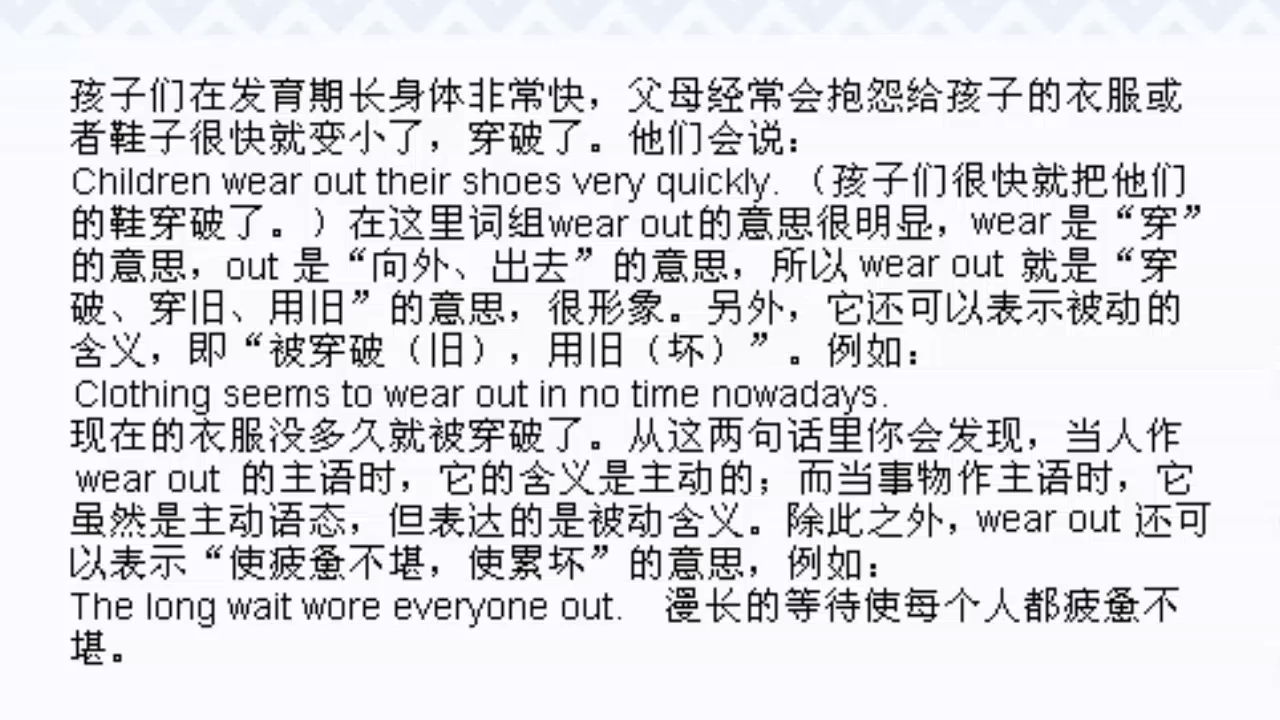 孩子们在发育期长身体非常快，父母经常会抱怨给孩子的衣服或
者鞋子很快就变小了，穿破了。他们会说：
Children wear out their shoes very quickly. （孩子们很快就把他们
的鞋穿破了。）在这里词组wear out的意思很明显，wear 是“穿”
的意思，out 是“向外、出去”的意思，所以 wear out 就是“穿
破、穿旧、用旧”的意思，很形象。另外，它还可以表示被动的
含义，即“被穿破（旧），用旧（坏）”。例如：
Clothing seems to wear out in no time nowadays.
现在的衣服没多久就被穿破了。从这两句话里你会发现，当人作
wear out 的主语时，它的含义是主动的；而当事物作主语时，它
虽然是主动语态，但表达的是被动含义。除此之外，wear out 还可
以表示“使疲惫不堪，使累坏”的意思，例如：
The long wait wore everyone out. 漫长的等待使每个人都疲惫不
堪。